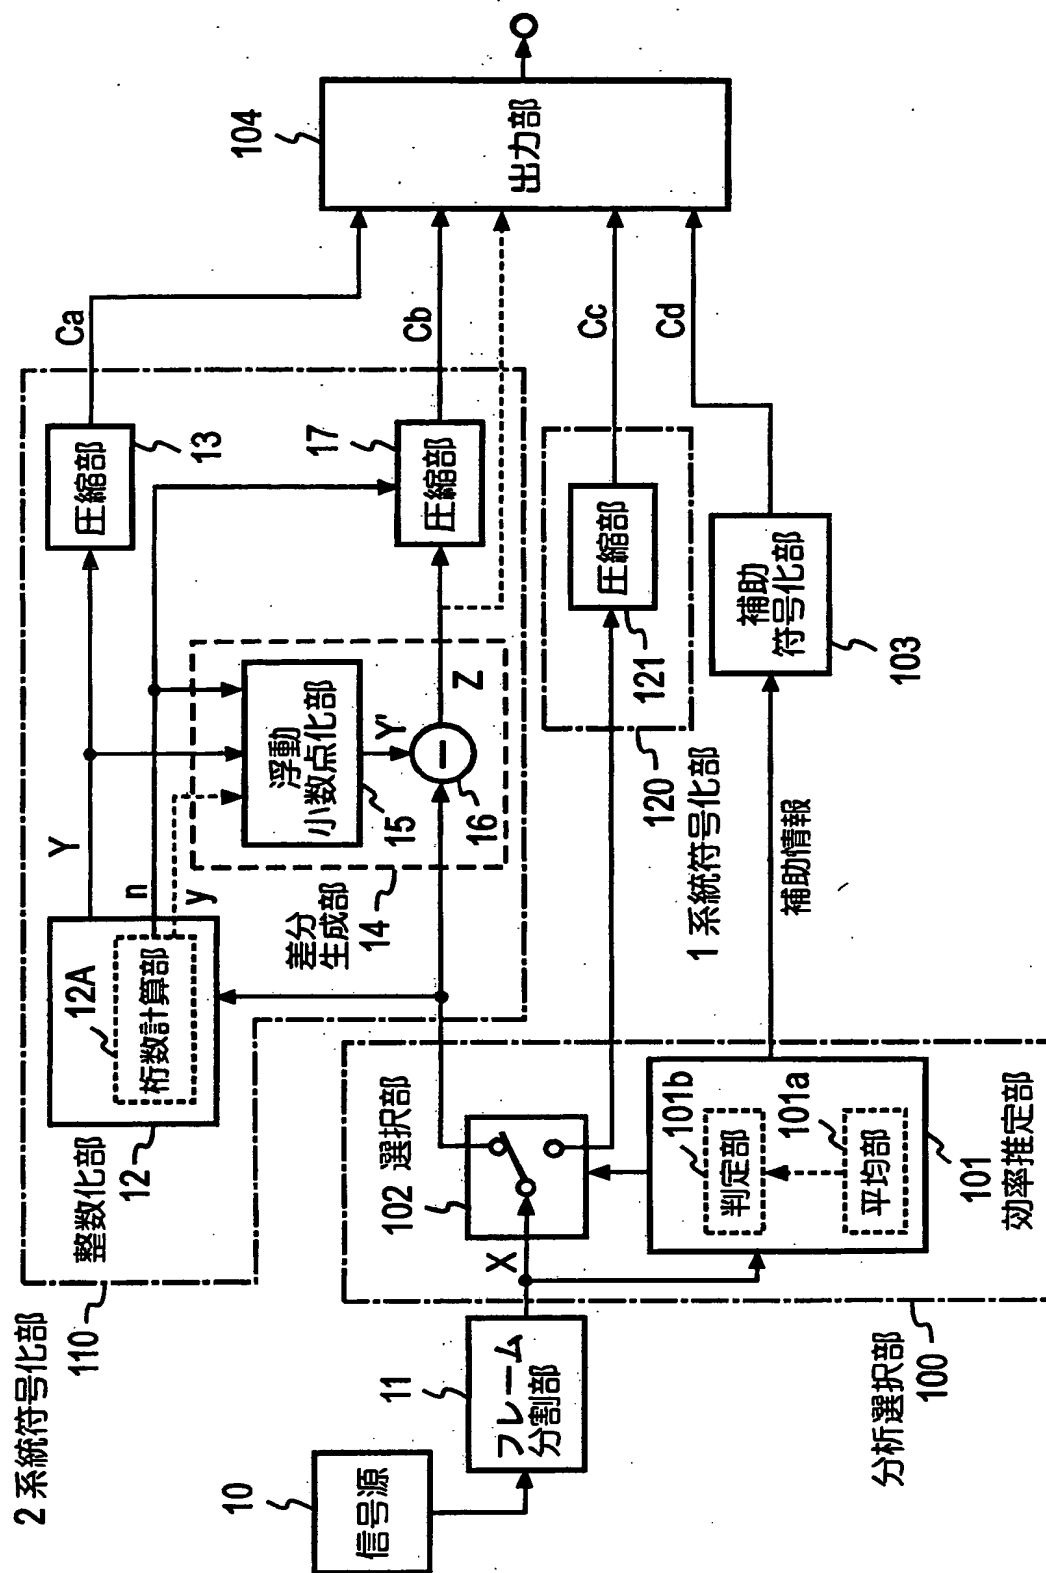 2 系統符号化部
110
整数化部
12
12A
桁数計算部
Y
n
y
圧縮部
13
Ca
差分
生成部
14
浮動
小数点化部
15
Y'
16
Z
17
圧縮部
Cb
104
出力部
10
信号源
11
フレーム
分割部
X
102 選択部
101b
判定部
101a
平均部
101
効率推定部
分析選択部
100
1 系統符号化部
120
121
圧縮部
Cc
補助情報
補助
符号化部
103
Cd